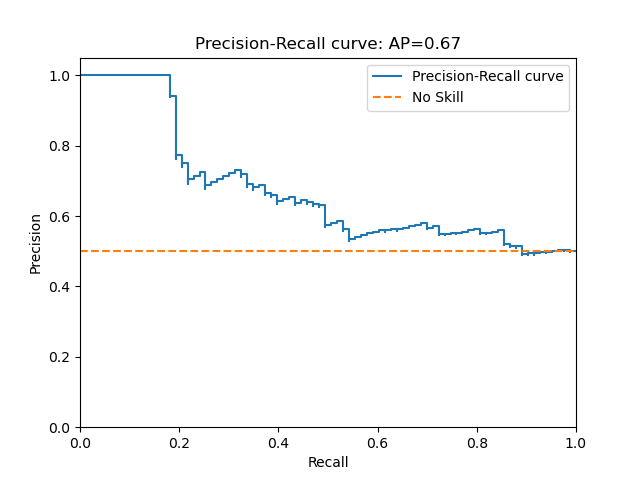 Precision-Recall curve: AP=0.67
Precision-Recall curve
No Skill
1.0
0.8
0.6
0.4
0.2
0.0
Precision
0.0 0.2 0.4 0.6 0.8 1.0
Recall